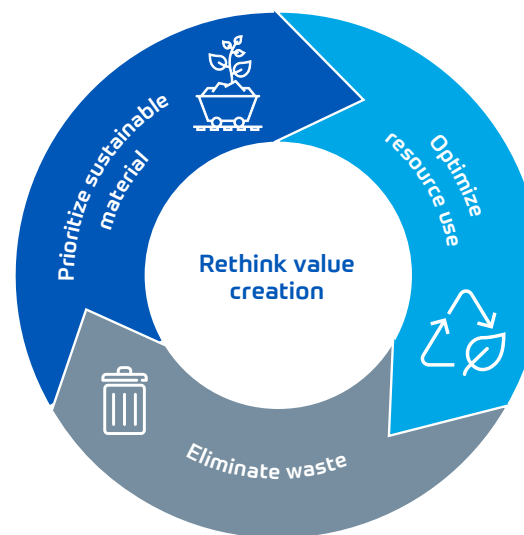 Prioritize sustainable
material
Optimize
resource use
Rethink value
creation
Eliminate waste